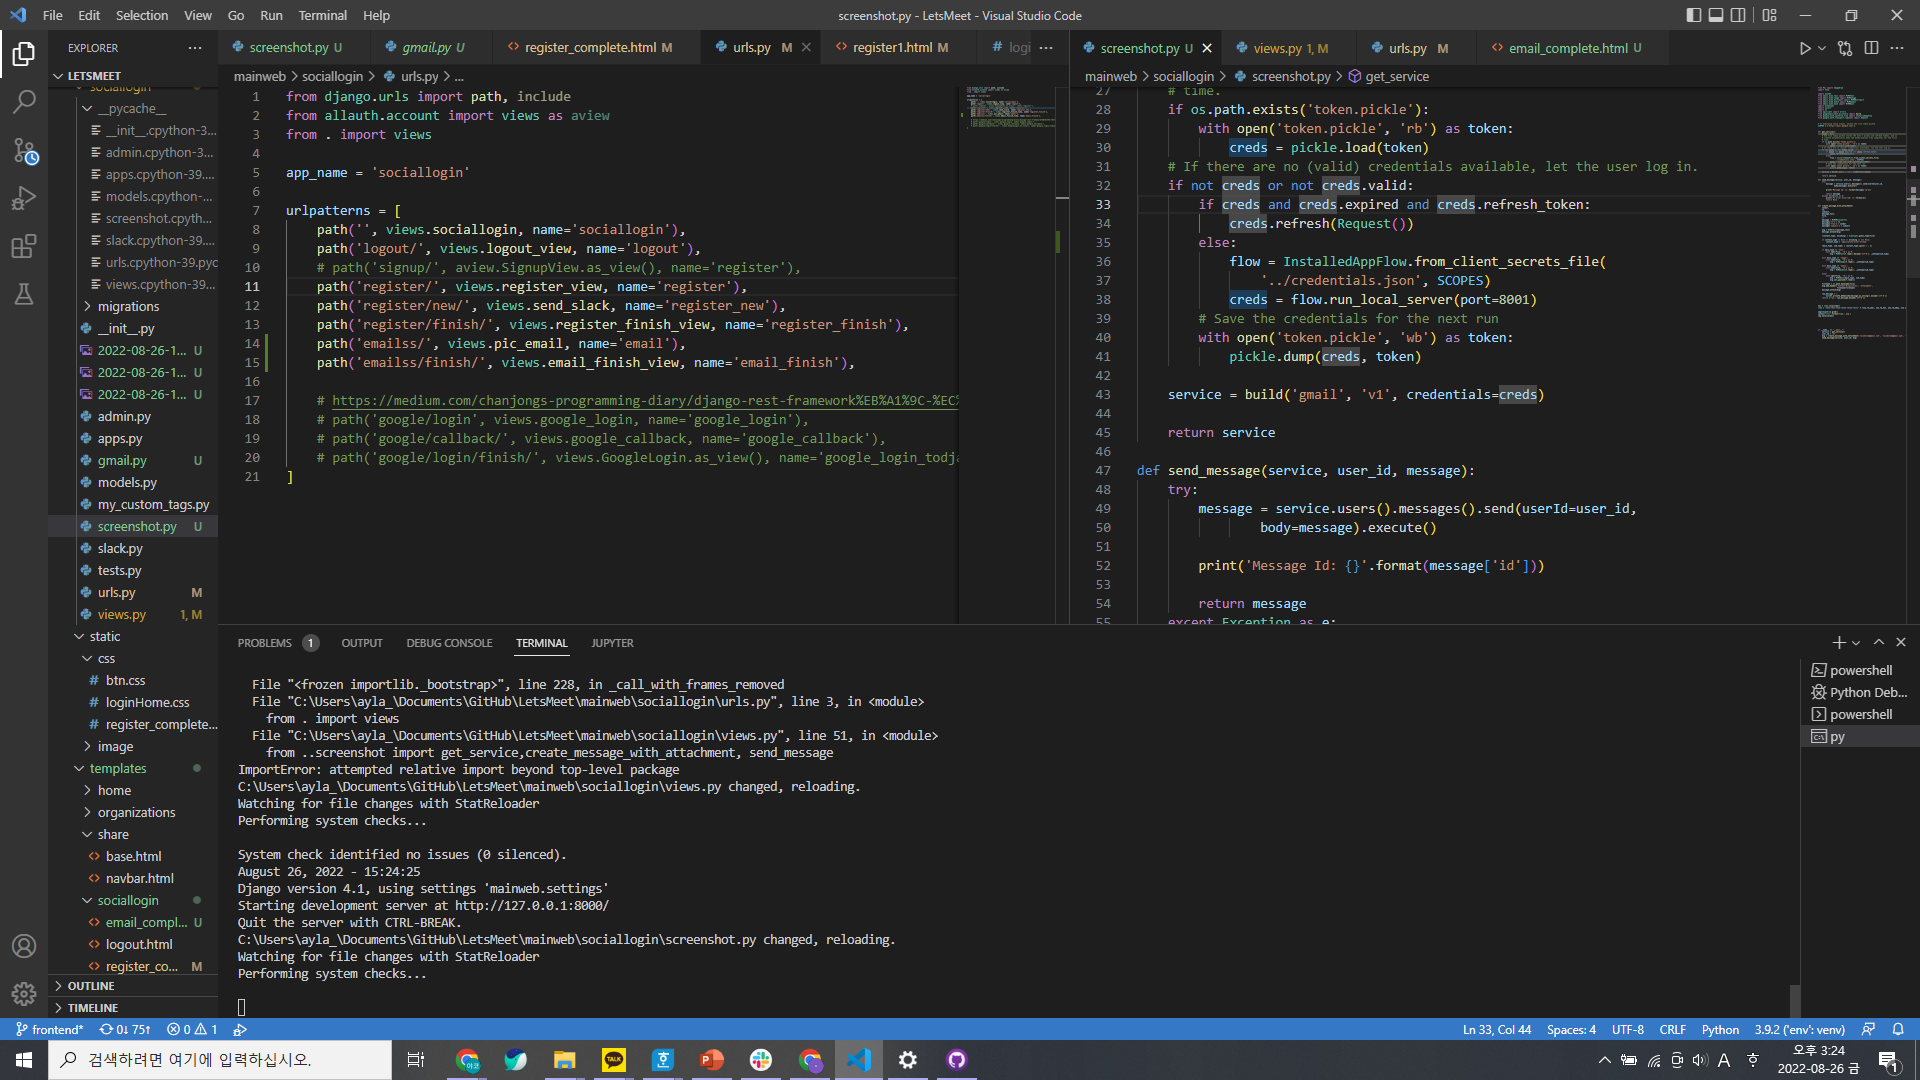 File Edit Selection View Go Run Terminal Help
screenshot.py - LetsMeet - Visual Studio Code
EXPLORER
LETSMEET
sociallogin
__pycache__
__init__.cpython-3...
admin.cpython-3...
apps.cpython-39....
models.cpython-...
screenshot.cpyth...
slack.cpython-39....
urls.cpython-39.pyc
views.cpython-39...
migrations
__init__.py
2022-08-26-1... U
2022-08-26-1... U
2022-08-26-1... U
admin.py
apps.py
gmail.py U
models.py
my_custom_tags.py
screenshot.py U
slack.py
tests.py
urls.py M
views.py 1, M
static
css
btn.css
loginHome.css
register_complete...
image
templates
home
organizations
share
base.html
navbar.html
sociallogin
email_compl... U
logout.html
register_co... M
OUTLINE
TIMELINE
screenshot.py U gmail.py U register_complete.html M urls.py M register1.html M logi
mainweb > sociallogin > urls.py > ...
1 from django.urls import path, include
2 from allauth.account import views as aview
3 from . import views
4
5 app_name = 'sociallogin'
6
7 urlpatterns = [
8 path('', views.sociallogin, name='sociallogin'),
9 path('logout/', views.logout_view, name='logout'),
10 # path('signup/', aview.SignupView.as_view(), name='register'),
11 path('register/', views.register_view, name='register'),
12 path('register/new/', views.send_slack, name='register_new'),
13 path('register/finish/', views.register_finish_view, name='register_finish'),
14 path('emailss/', views.pic_email, name='email'),
15 path('emailss/finish/', views.email_finish_view, name='email_finish'),
16
17 # https://medium.com/chanjongs-programming-diary/django-rest-framework%EB%A1%9C-%EC%
18 # path('google/login', views.google_login, name='google_login'),
19 # path('google/callback/', views.google_callback, name='google_callback'),
20 # path('google/login/finish/', views.GoogleLogin.as_view(), name='google_login_todja
21 ]
screenshot.py U views.py 1, M urls.py M email_complete.html U
mainweb > sociallogin > screenshot.py > get_service
27 # time.
28 if os.path.exists('token.pickle'):
29 with open('token.pickle', 'rb') as token:
30 creds = pickle.load(token)
31 # If there are no (valid) credentials available, let the user log in.
32 if not creds or not creds.valid:
33 if creds and creds.expired and creds.refresh_token:
34 creds.refresh(Request())
35 else:
36 flow = InstalledAppFlow.from_client_secrets_file(
37 '../credentials.json', SCOPES)
38 creds = flow.run_local_server(port=8001)
39 # Save the credentials for the next run
40 with open('token.pickle', 'wb') as token:
41 pickle.dump(creds, token)
42
43 service = build('gmail', 'v1', credentials=creds)
44
45 return service
46
47 def send_message(service, user_id, message):
48 try:
49 message = service.users().messages().send(userId=user_id,
50 body=message).execute()
51
52 print('Message Id: {}'.format(message['id']))
53
54 return message
55 except Exception as e:
PROBLEMS 1 OUTPUT DEBUG CONSOLE TERMINAL JUPYTER
File "<frozen importlib._bootstrap>", line 228, in _call_with_frames_removed
File "C:\Users\ayla_\Documents\GitHub\LetsMeet\mainweb\sociallogin\urls.py", line 3, in <module>
from . import views
File "C:\Users\ayla_\Documents\GitHub\LetsMeet\mainweb\sociallogin\views.py", line 51, in <module>
from ..screenshot import get_service,create_message_with_attachment, send_message
ImportError: attempted relative import beyond top-level package
C:\Users\ayla_\Documents\GitHub\LetsMeet\mainweb\sociallogin\views.py changed, reloading.
Watching for file changes with StatReloader
Performing system checks...
System check identified no issues (0 silenced).
August 26, 2022 - 15:24:25
Django version 4.1, using settings 'mainweb.settings'
Starting development server at http://127.0.0.1:8000/
Quit the server with CTRL-BREAK.
C:\Users\ayla_\Documents\GitHub\LetsMeet\mainweb\sociallogin\screenshot.py changed, reloading.
Watching for file changes with StatReloader
Performing system checks...
powershell
Python Deb...
powershell
py
frontend* 0↓ 75↑ 0 1
Ln 33, Col 44 Spaces: 4 UTF-8 CRLF Python 3.9.2 ('env': venv)
검색하려면 여기에 입력하십시오.
TALK
A
오후 3:24
2022-08-26 금
1